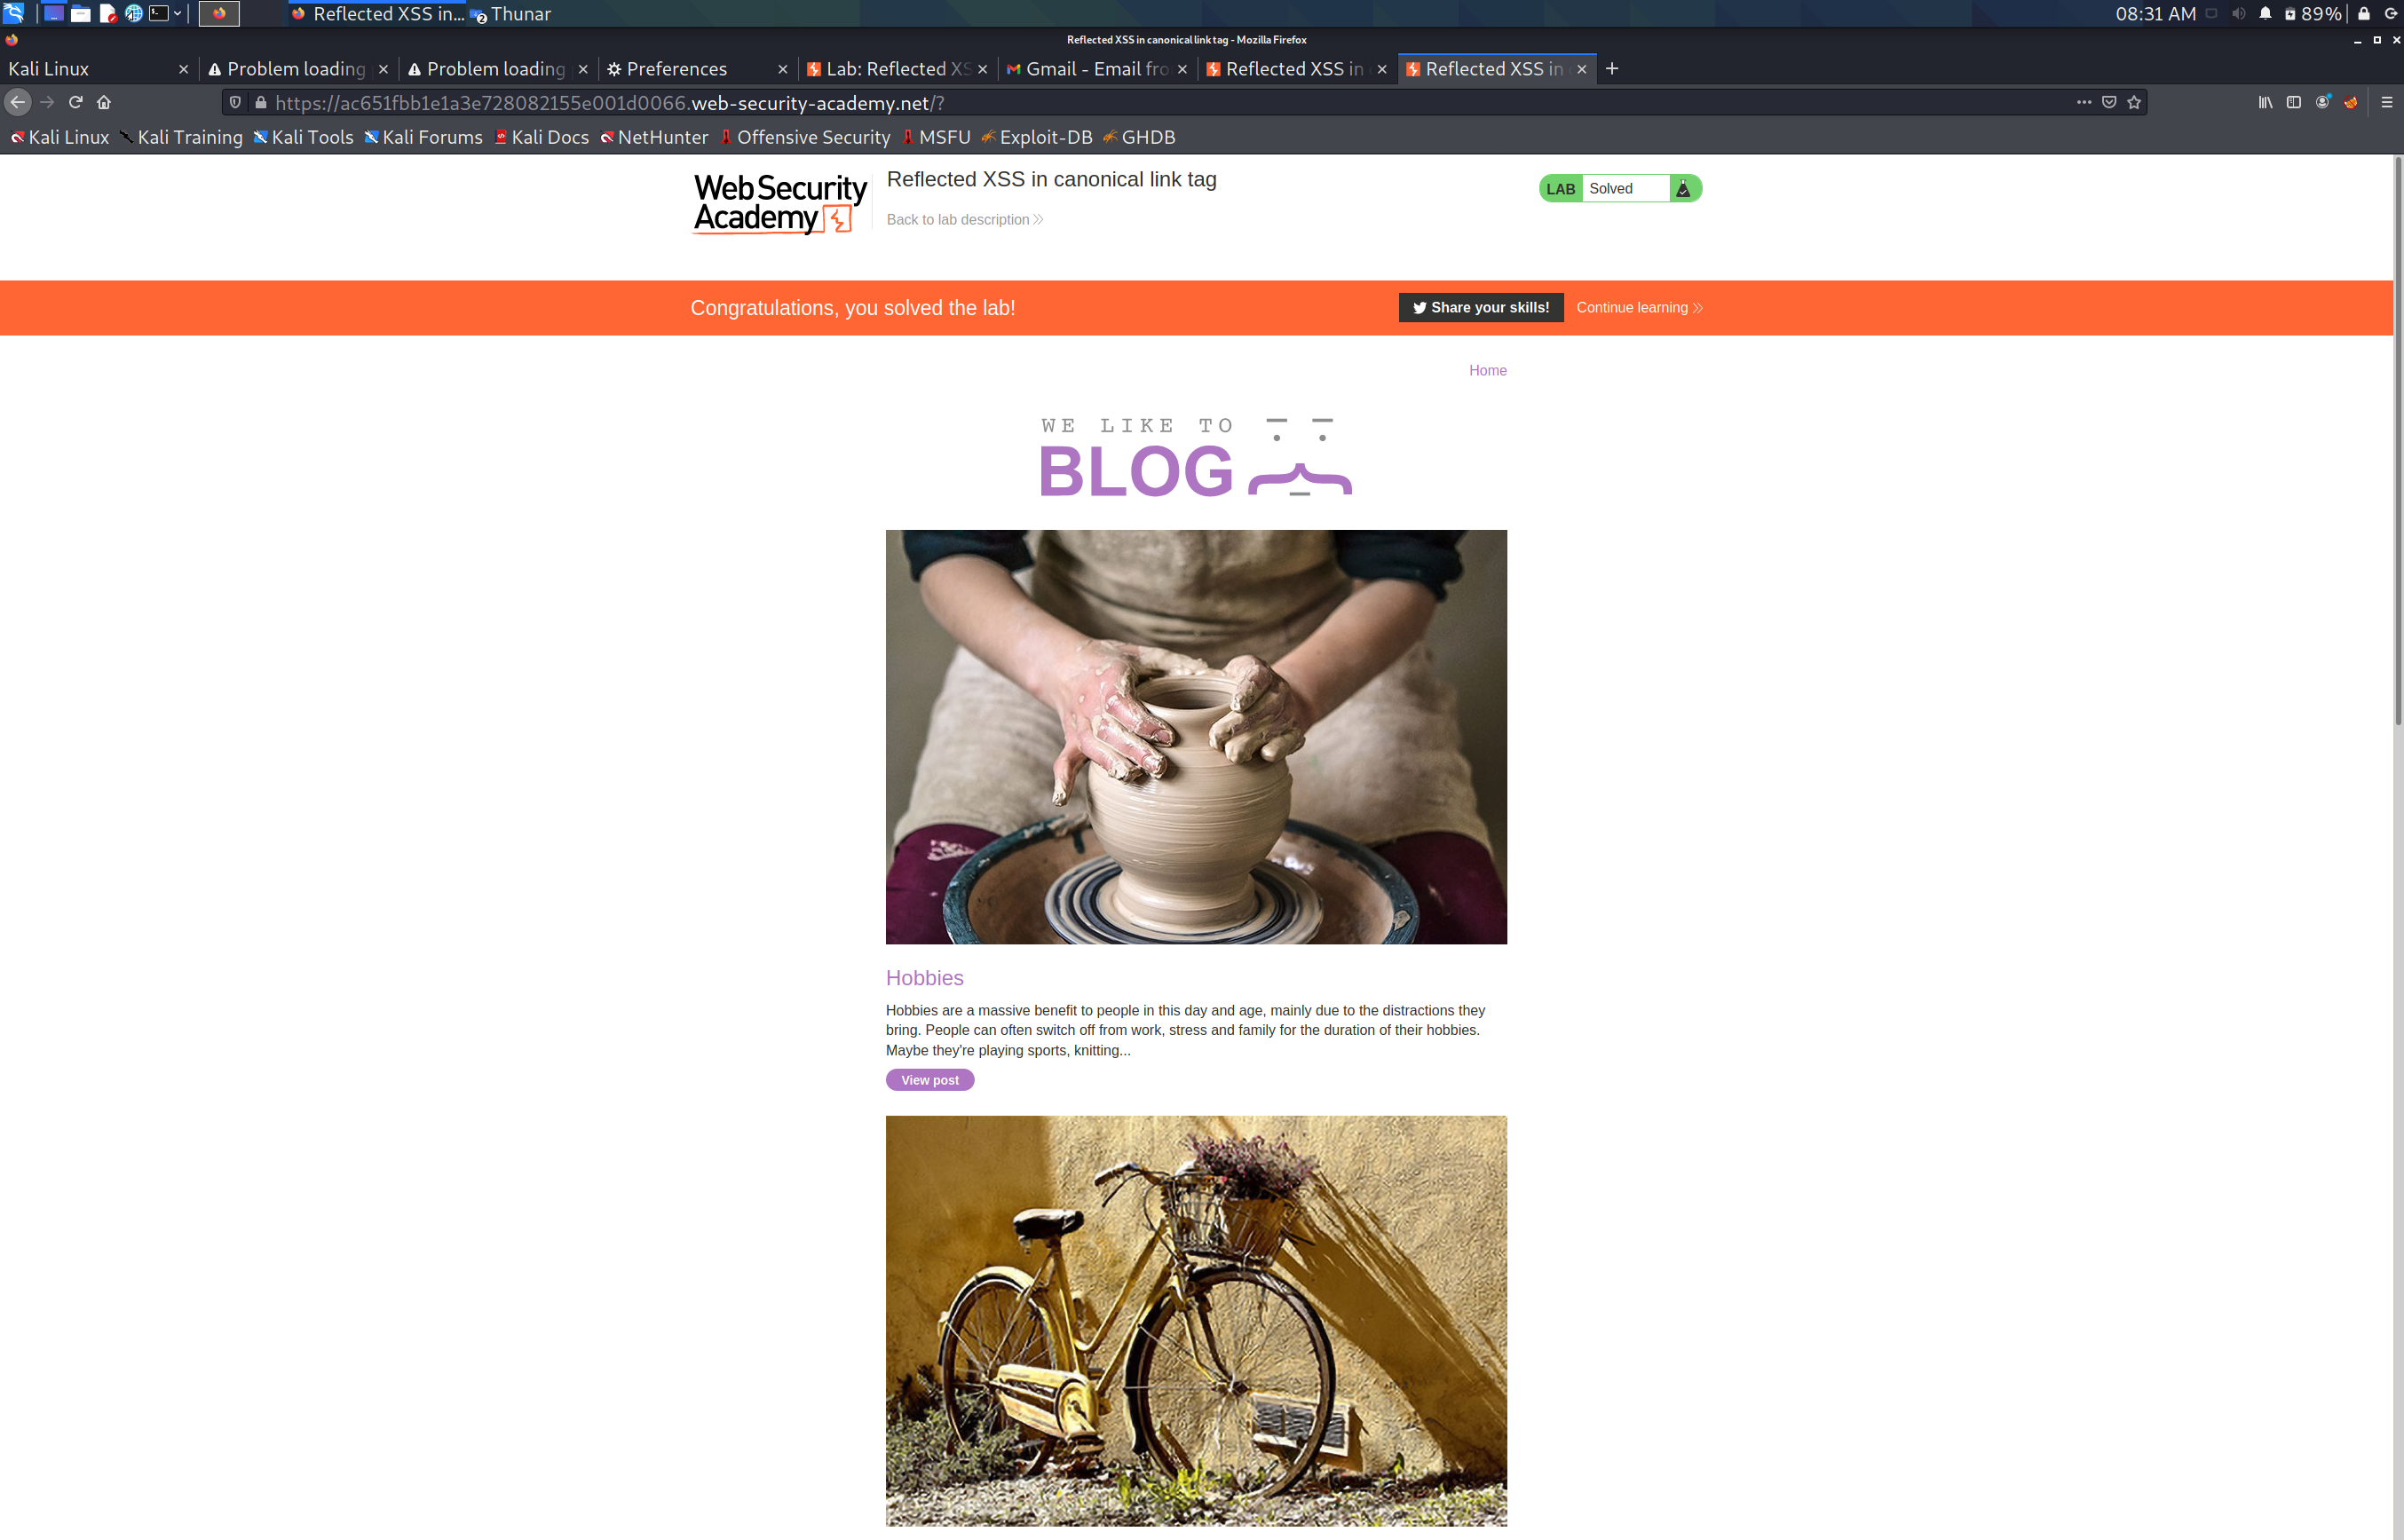 Reflected XSS in... 2 Thunar 08:31 AM 89%
Reflected XSS in canonical link tag - Mozilla Firefox
Kali Linux Problem loading Problem loading Preferences Lab: Reflected XS Gmail - Email fro Reflected XSS in Reflected XSS in
https://ac651fbb1e1a3e728082155e001d0066.web-security-academy.net/?
Kali Linux Kali Training Kali Tools Kali Forums Kali Docs NetHunter Offensive Security MSFU Exploit-DB GHDB
Web Security
Academy
Reflected XSS in canonical link tag
LAB Solved
Back to lab description
Congratulations, you solved the lab! Share your skills! Continue learning
Home
WE LIKE TO
BLOG
Hobbies
Hobbies are a massive benefit to people in this day and age, mainly due to the distractions they
bring. People can often switch off from work, stress and family for the duration of their hobbies.
Maybe they're playing sports, knitting...
View post